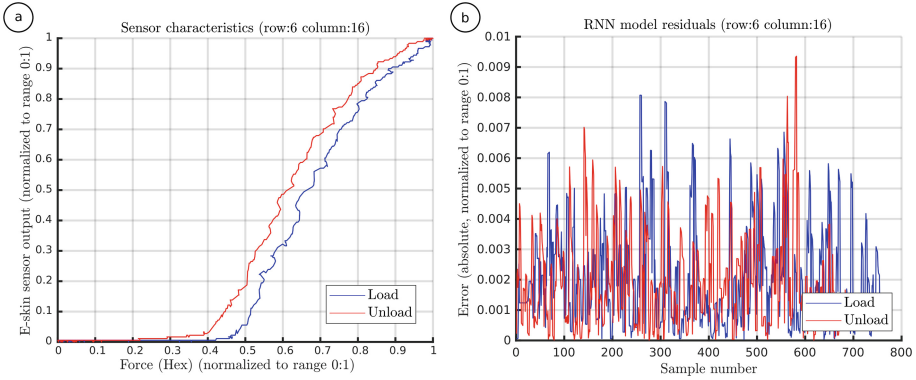 a
Sensor characteristics (row:6 column:16)
E-skin sensor output (normalized to range 0:1)
1
0.9
0.8
0.7
0.6
0.5
0.4
0.3
0.2
0.1
0
Load
Unload
0 0.1 0.2 0.3 0.4 0.5 0.6 0.7 0.8 0.9 1
Force (Hex) (normalized to range 0:1)
b
RNN model residuals (row:6 column:16)
Error (absolute, normalized to range 0:1)
0.01
0.009
0.008
0.007
0.006
0.005
0.004
0.003
0.002
0.001
0
Load
Unload
0 100 200 300 400 500 600 700 800
Sample number